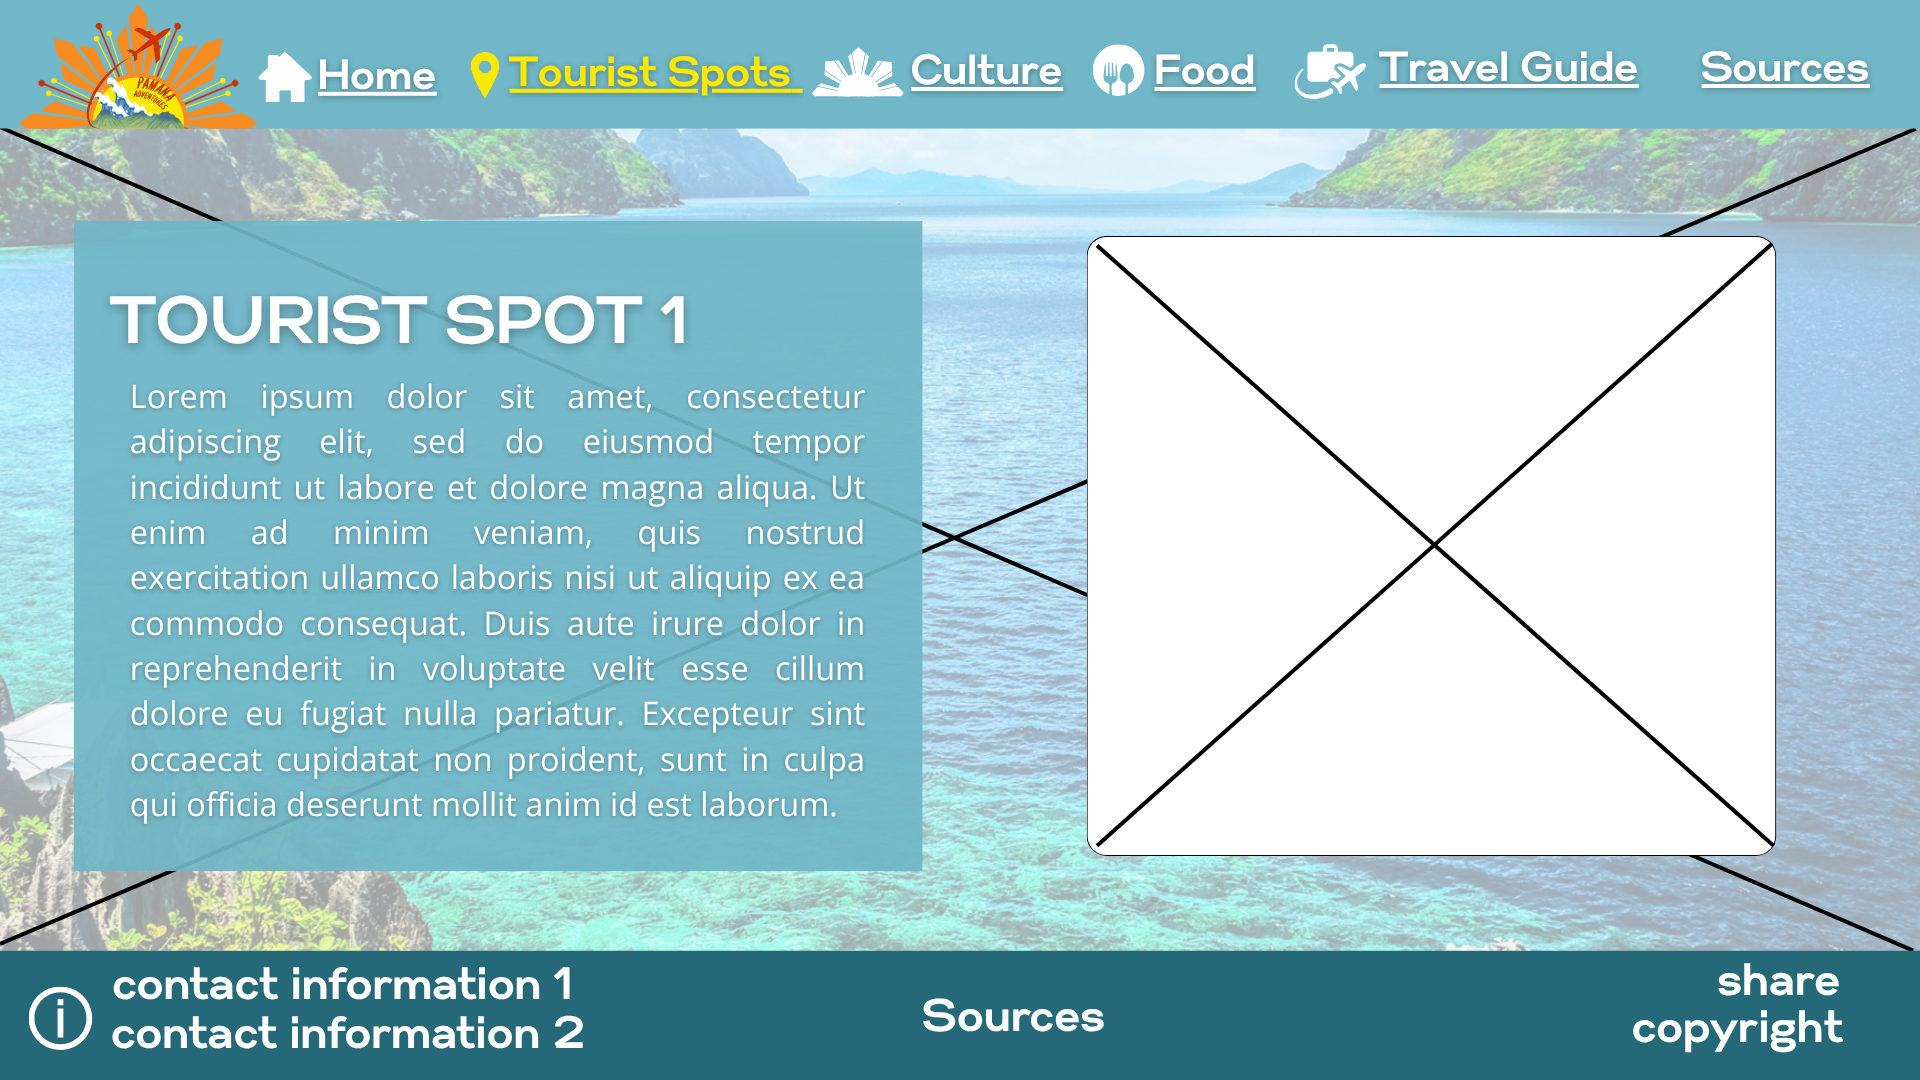 PAMANA
ADVENTURES
Home
Tourist Spots
Culture
Food
Travel Guide
Sources
TOURIST SPOT 1
Lorem ipsum dolor sit amet, consectetur
adipiscing elit, sed do eiusmod tempor
incididunt ut labore et dolore magna aliqua. Ut
enim ad minim veniam, quis nostrud
exercitation ullamco laboris nisi ut aliquip ex ea
commodo consequat. Duis aute irure dolor in
reprehenderit in voluptate velit esse cillum
dolore eu fugiat nulla pariatur. Excepteur sint
occaecat cupidatat non proident, sunt in culpa
qui officia deserunt mollit anim id est laborum.
contact information 1
contact information 2
Sources
share
copyright